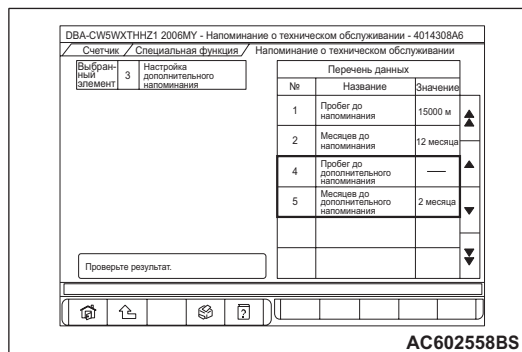 DBA-CW5WXTHHZ1 2006MY - Напоминание о техническом обслуживании - 4014308A6
Счетчик / Специальная функция / Напоминание о техническом обслуживании
Выбран-
ный
элемент
3
Настройка
дополнительного
напоминания
Перечень данных
№ Название Значение
1 Пробег до
напоминания 15000 м
2 Месяцев до
напоминания 12 месяца
4 Пробег до
дополнительного
напоминания —
5 Месяцев до
дополнительного
напоминания 2 месяца
Проверьте результат.
?
AC602558BS